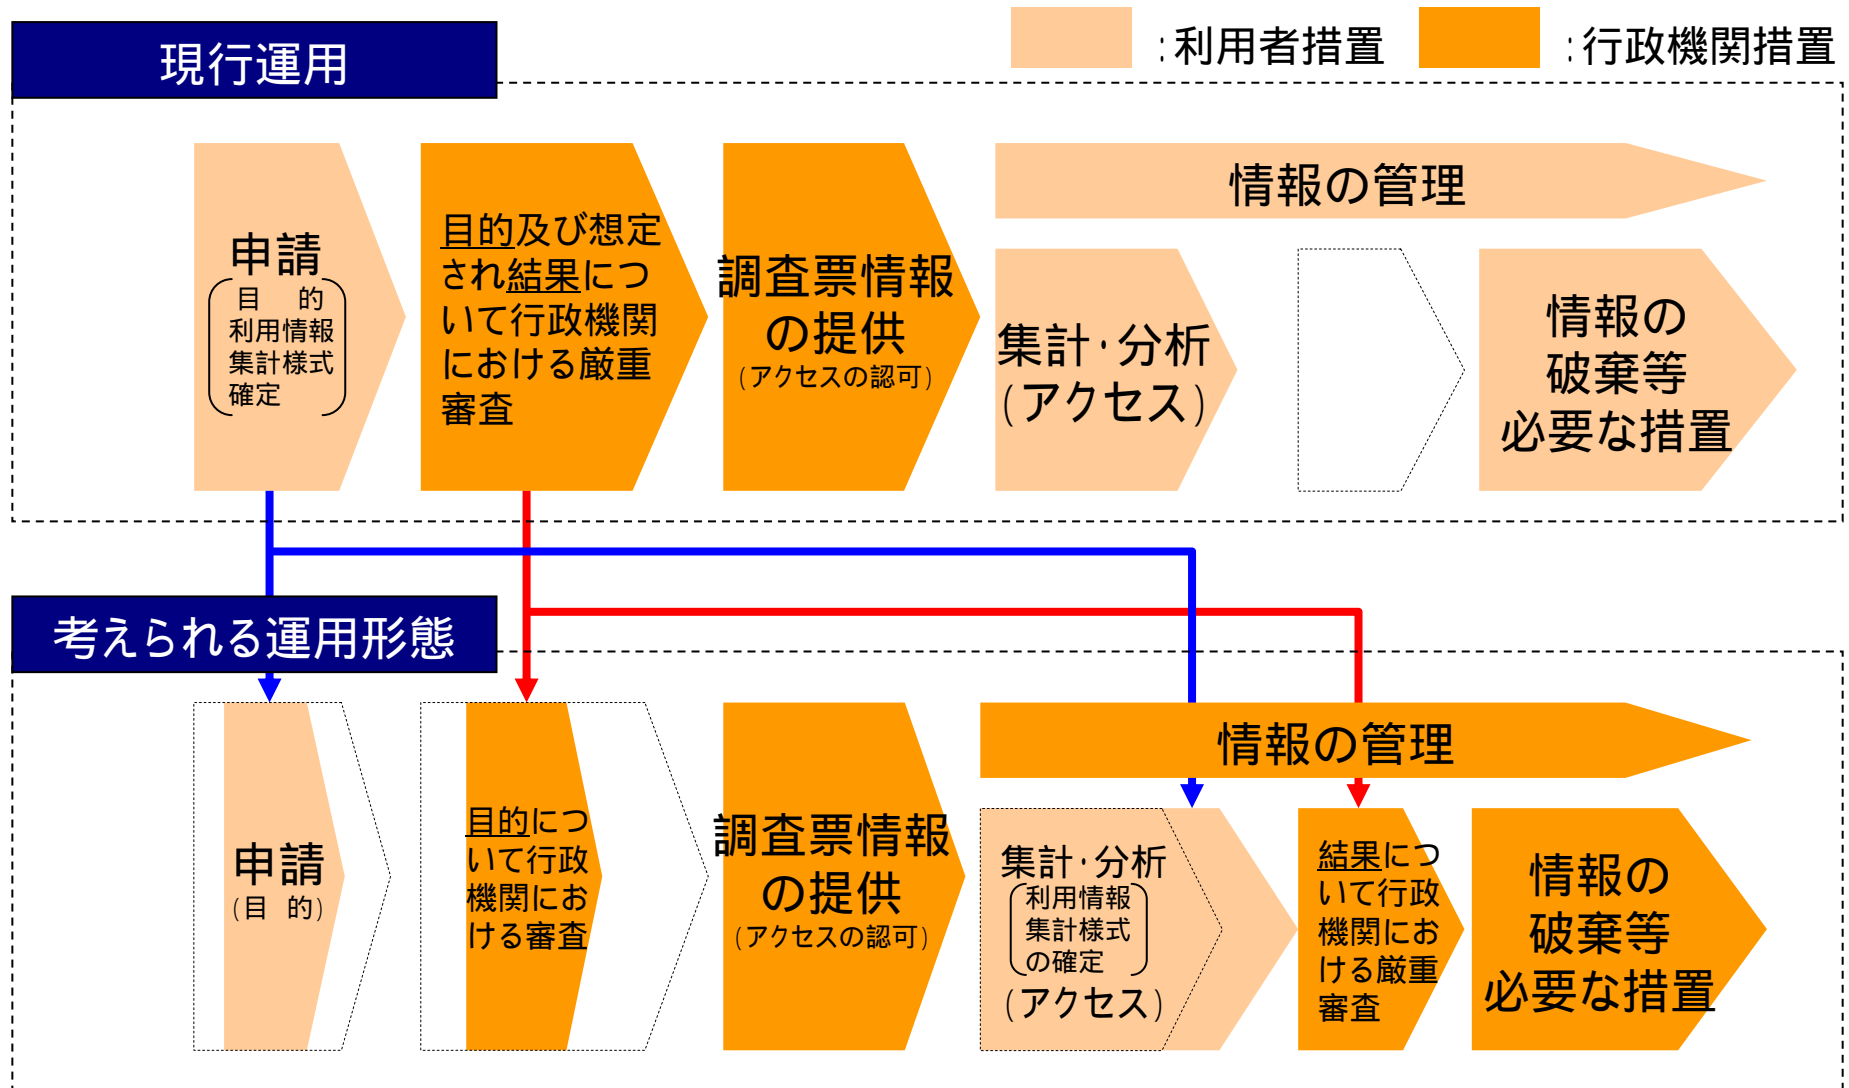 ：利用者措置
：行政機関措置
現行運用
申請
目　的
利用情報
集計様式
確定
目的及び想定
され結果につ
いて行政機関
における厳重
審査
調査票情報
の提供
(アクセスの認可)
情報の管理
集計・分析
(アクセス)
情報の
破棄等
必要な措置
考えられる運用形態
申請
(目　的)
目的につ
いて行政
機関にお
ける審査
調査票情報
の提供
(アクセスの認可)
情報の管理
集計・分析
利用情報
集計様式
の確定
(アクセス)
結果につ
いて行政
機関にお
ける厳重
審査
情報の
破棄等
必要な措置